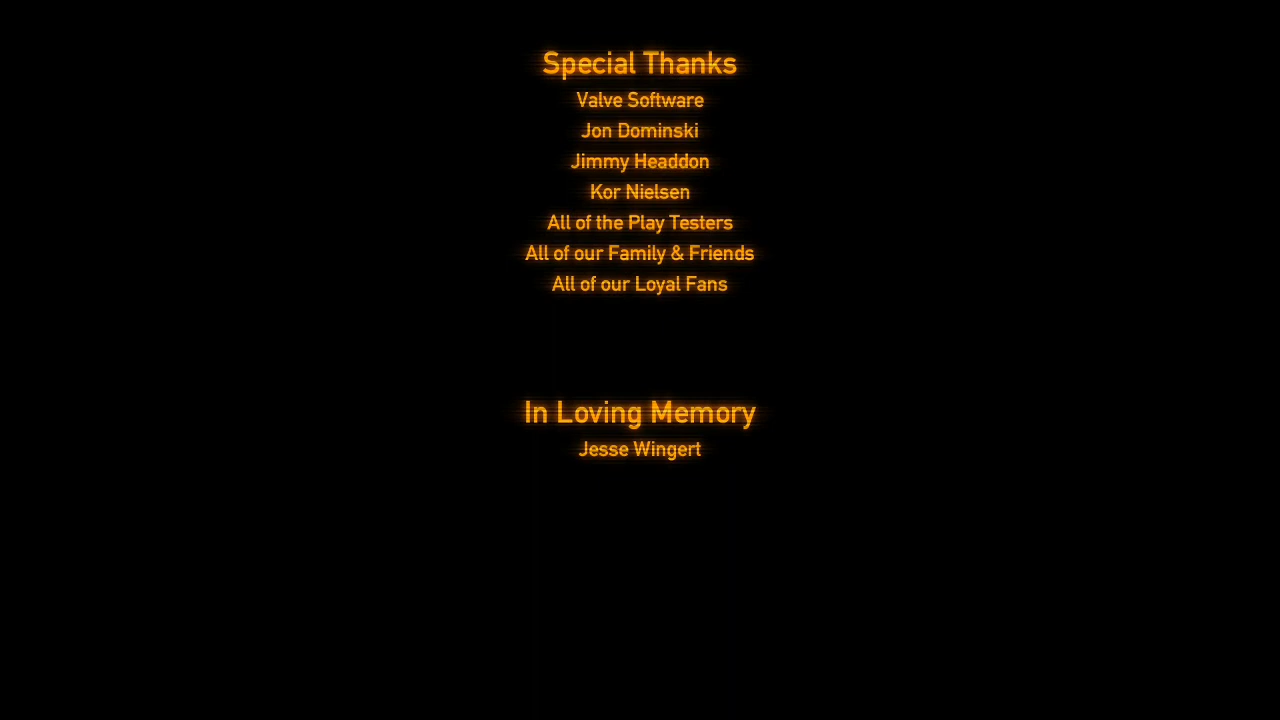 Special Thanks
Valve Software
Jon Dominski
Jimmy Headdon
Kor Nielsen
All of the Play Testers
All of our Family & Friends
All of our Loyal Fans
In Loving Memory
Jesse Wingert